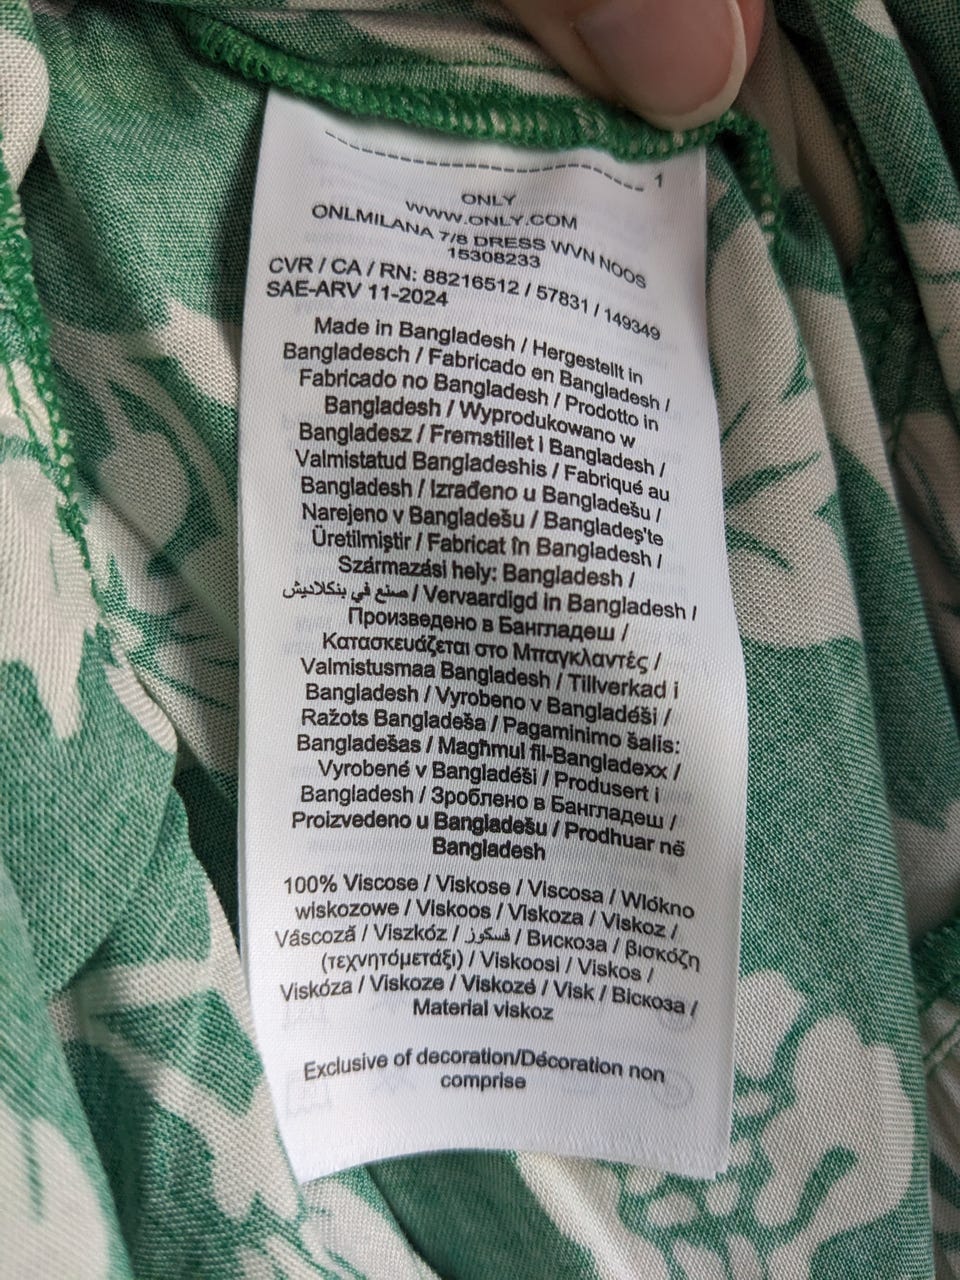 1
ONLY
WWW.ONLY.COM
ONLMILANA 7/8 DRESS WVN NOOS
15308233
CVR / CA / RN: 88216512 / 57831 / 149349
SAE-ARV 11-2024
Made in Bangladesh / Hergestellt in
Bangladesch / Fabricado en Bangladesh /
Fabricado no Bangladesh / Prodotto in
Bangladesh / Wyprodukowano w
Bangladesz / Fremstillet i Bangladesh /
Valmistatud Bangladeshis / Fabriqué au
Bangladesh / Izrađeno u Bangladešu /
Narejeno v Bangladešu / Bangladeş'te
Üretilmiştir / Fabricat în Bangladesh /
Származási hely: Bangladesh /
صنع في بنكلاديش / Vervaardigd in Bangladesh /
Произведено в Бангладеш /
Κατασκευάζεται στο Μπαγκλαντές /
Valmistusmaa Bangladesh / Tillverkad i
Bangladesh / Vyrobeno v Bangladéši /
Ražots Bangladeša / Pagaminimo šalis:
Bangladešas / Magħmul fil-Bangladexx /
Vyrobené v Bangladéši / Produsert i
Bangladesh / Зроблено в Бангладеш /
Proizvedeno u Bangladešu / Prodhuar në
Bangladesh
100% Viscose / Viskose / Viscosa / Włókno
wiskozowe / Viskoos / Viskoza / Viskoz /
Vâscoză / Viszkóz / فسكوز / Вискоза / βισκόζη
(τεχνητόμετάξι) / Viskoosi / Viskos /
Viskóza / Viskoze / Viskozé / Visk / Віскоза /
Material viskoz
Exclusive of decoration/Décoration non
comprise